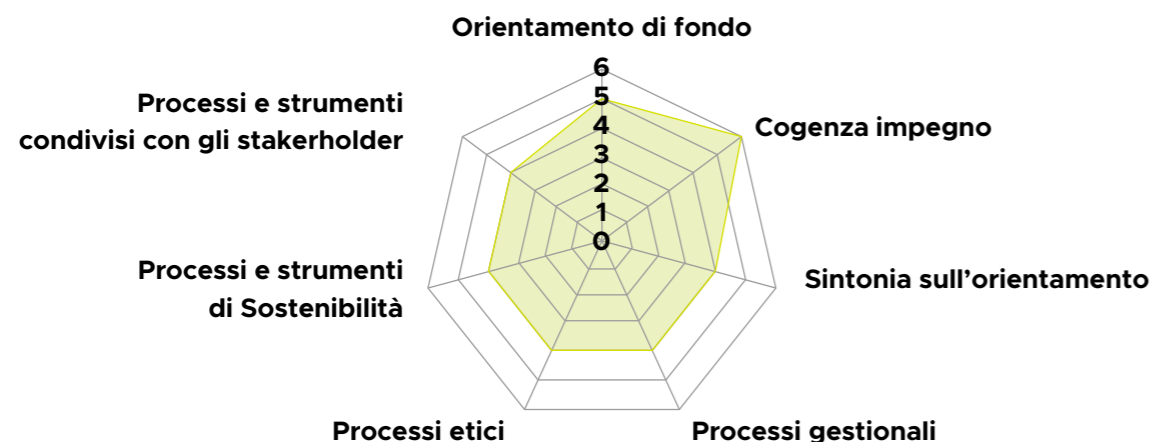 Orientamento di fondo
6
5
4
3
2
1
0
Processi e strumenti
condivisi con gli stakerholder
Cogenza impegno
Processi e strumenti
di Sostenibilità
Sintonia sull'orientamento
Processi etici
Processi gestionali